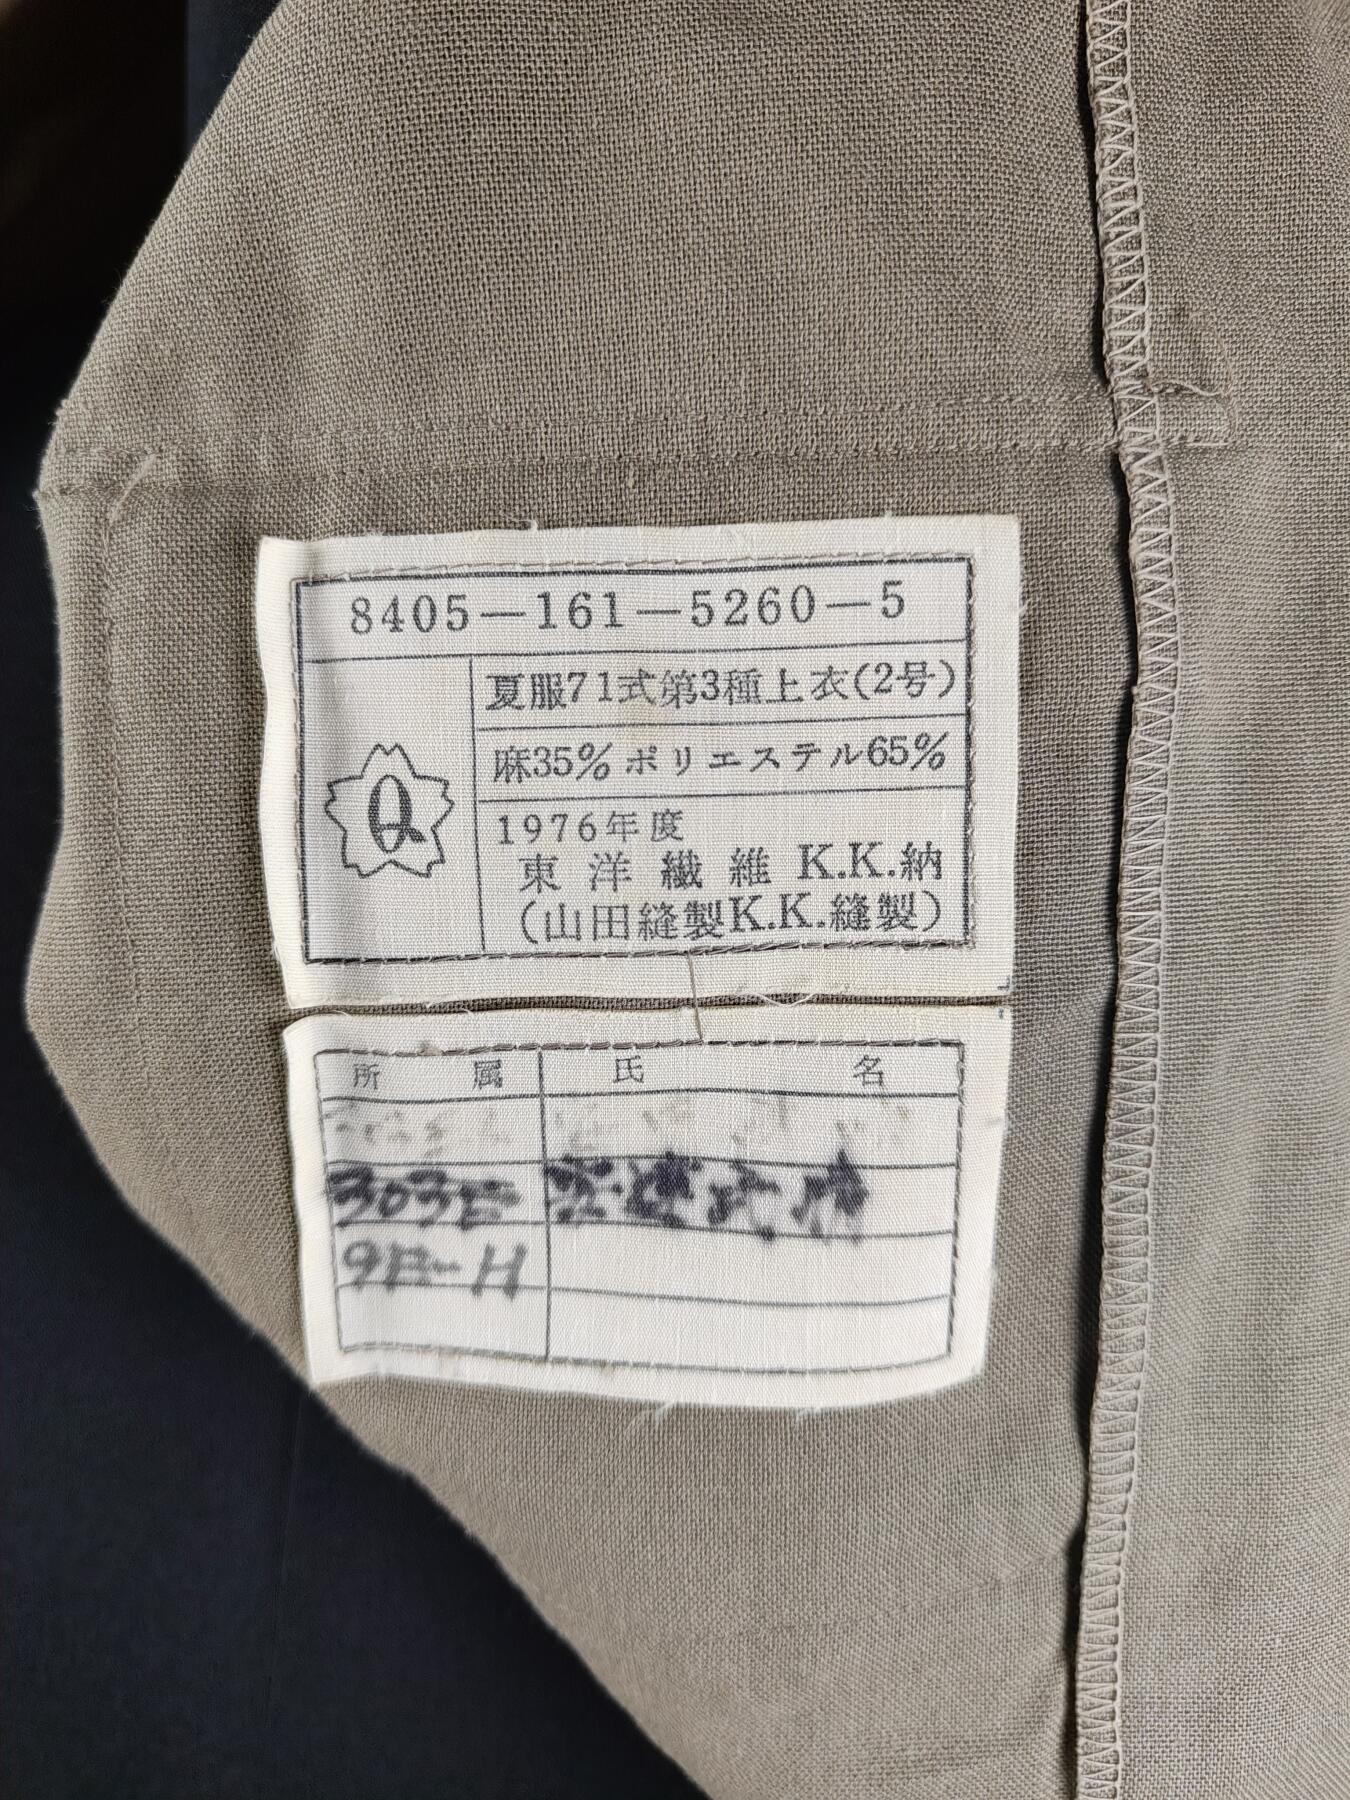 8405—161—5260—5
夏服71式第3種上衣(2号)
麻35% ポリエステル65%
Q
1976年度
東洋繊維K.K.納
(山田縫製K.K.縫製)
所属 氏名
303
9 H